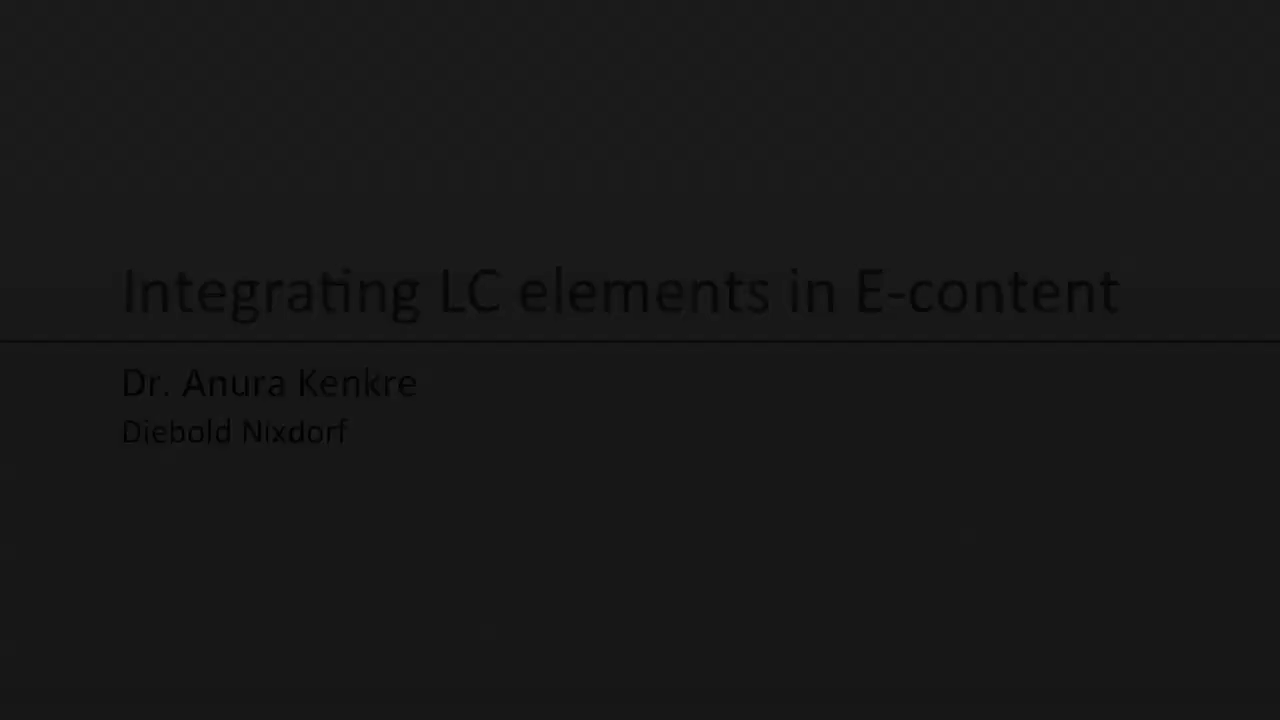 Integrating LC elements in E-content
Dr. Anura Kenkre
Diebold Nixdorf